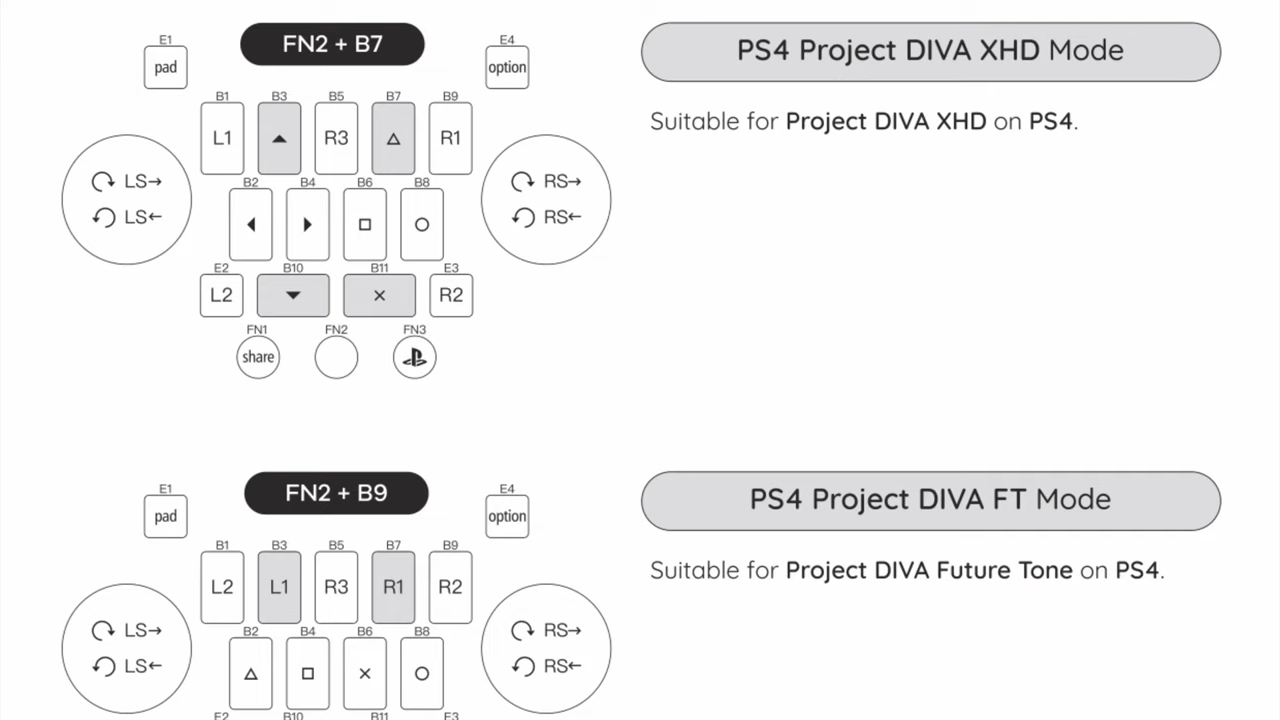 FN2 + B7
PS4 Project DIVA XHD Mode
Suitable for Project DIVA XHD on PS4.
E1 E4
pad option
B1 B3 B5 B7 B9
L1 ▲ R3 △ R1
LS→ RS→
LS← RS←
B2 B4 B6 B8
◀ ▶ □ ○
E2 B10 B11 E3
L2 ▼ × R2
FN1 FN2 FN3
share
FN2 + B9
PS4 Project DIVA FT Mode
Suitable for Project DIVA Future Tone on PS4.
E1 E4
pad option
B1 B3 B5 B7 B9
L2 L1 R3 R1 R2
LS→ RS→
LS← RS←
B2 B4 B6 B8
△ □ × ○
E2 B10 B11 E3